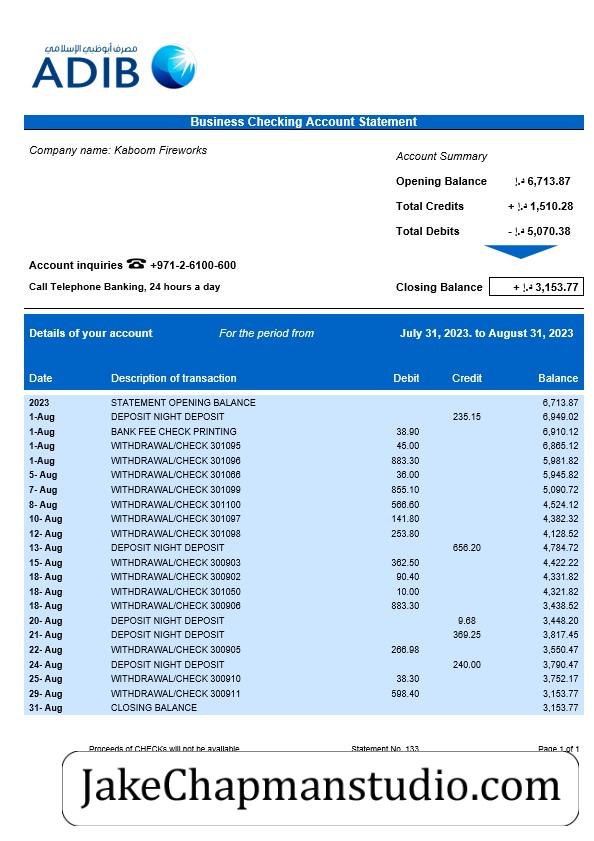 مصرف أبوظبي الإسلامي
ADIB
Business Checking Account Statement
Company name: Kaboom Fireworks
Account Summary
Opening Balance د.إ 6,713.87
Total Credits + د.إ 1,510.28
Total Debits - د.إ 5,070.38
Account inquiries ☎ +971-2-6100-600
Call Telephone Banking, 24 hours a day
Closing Balance + د.إ 3,153.77
Details of your account For the period from July 31, 2023. to August 31, 2023
Date Description of transaction Debit Credit Balance
2023 STATEMENT OPENING BALANCE 6,713.87
1-Aug DEPOSIT NIGHT DEPOSIT 235.15 6,949.02
1-Aug BANK FEE CHECK PRINTING 38.90 6,910.12
1-Aug WITHDRAWAL/CHECK 301095 45.00 6,865.12
1-Aug WITHDRAWAL/CHECK 301096 883.30 5,981.82
5- Aug WITHDRAWAL/CHECK 301066 36.00 5,945.82
7- Aug WITHDRAWAL/CHECK 301099 855.10 5,090.72
8- Aug WITHDRAWAL/CHECK 301100 566.60 4,524.12
10- Aug WITHDRAWAL/CHECK 301097 141.80 4,382.32
12- Aug WITHDRAWAL/CHECK 301098 253.80 4,128.52
13- Aug DEPOSIT NIGHT DEPOSIT 656.20 4,784.72
15- Aug WITHDRAWAL/CHECK 300903 362.50 4,422.22
18- Aug WITHDRAWAL/CHECK 300902 90.40 4,331.82
18- Aug WITHDRAWAL/CHECK 301050 10.00 4,321.82
18- Aug WITHDRAWAL/CHECK 300906 883.30 3,438.52
20- Aug DEPOSIT NIGHT DEPOSIT 9.68 3,448.20
21- Aug DEPOSIT NIGHT DEPOSIT 369.25 3,817.45
22- Aug WITHDRAWAL/CHECK 300905 266.98 3,550.47
24- Aug DEPOSIT NIGHT DEPOSIT 240.00 3,790.47
25- Aug WITHDRAWAL/CHECK 300910 38.30 3,752.17
29- Aug WITHDRAWAL/CHECK 300911 598.40 3,153.77
31- Aug CLOSING BALANCE 3,153.77
Proceeds of CHECKs will not be available Statement No. 133 Page 1 of 1
JakeChapmanstudio.com